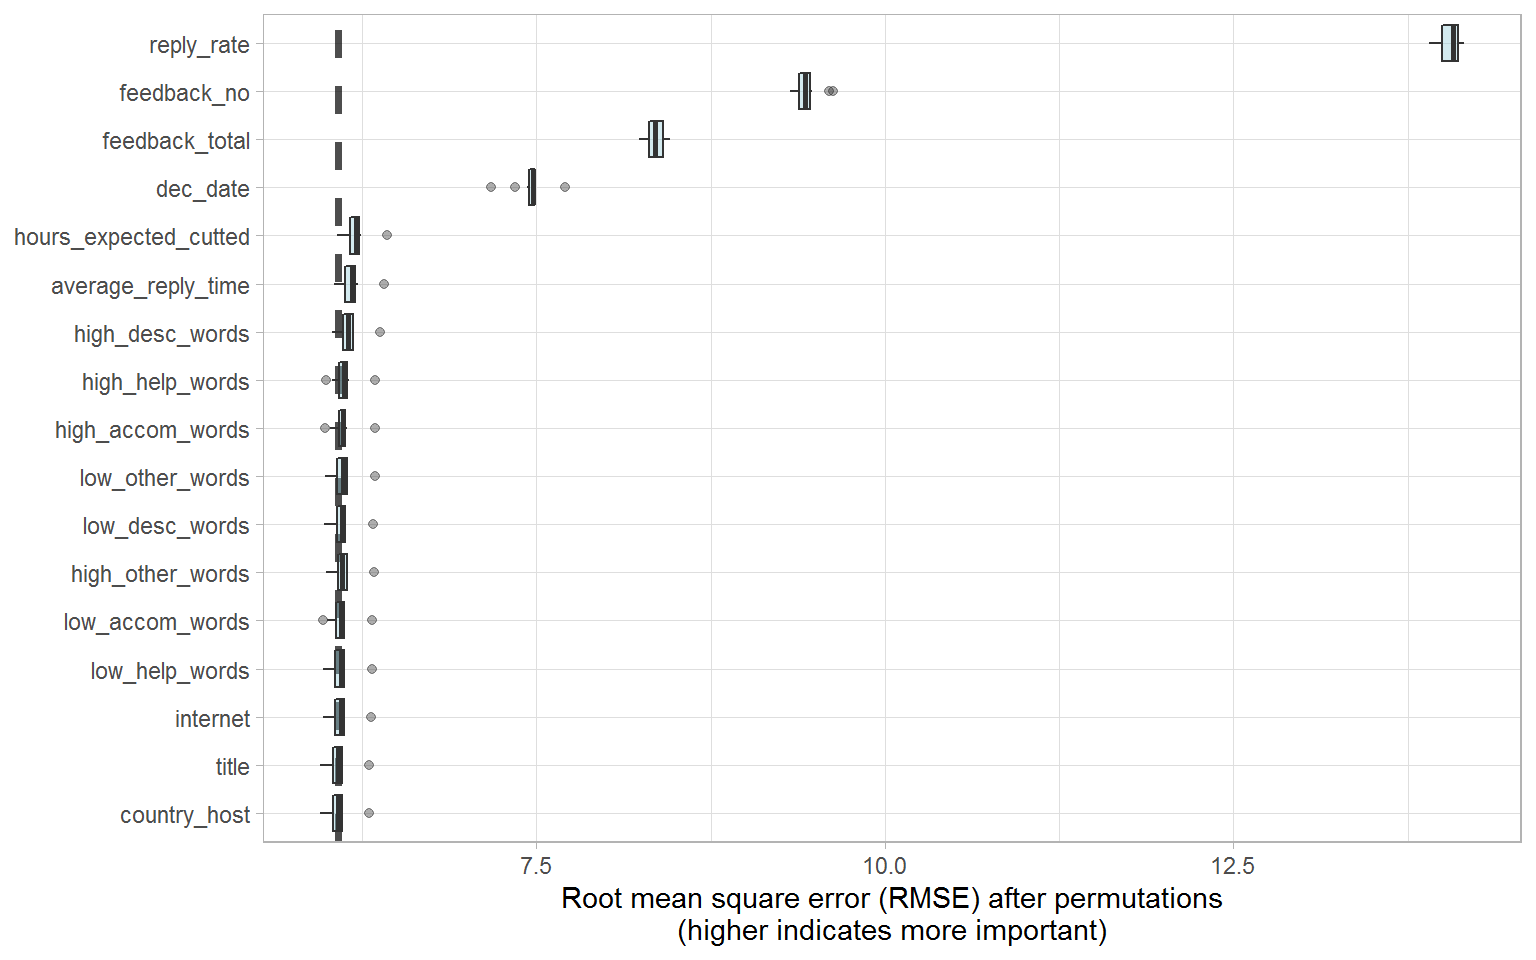 reply_rate
feedback_no
feedback_total
dec_date
hours_expected_cutted
average_reply_time
high_desc_words
high_help_words
high_accom_words
low_other_words
low_desc_words
high_other_words
low_accom_words
low_help_words
internet
title
country_host
7.5 10.0 12.5
Root mean square error (RMSE) after permutations
(higher indicates more important)